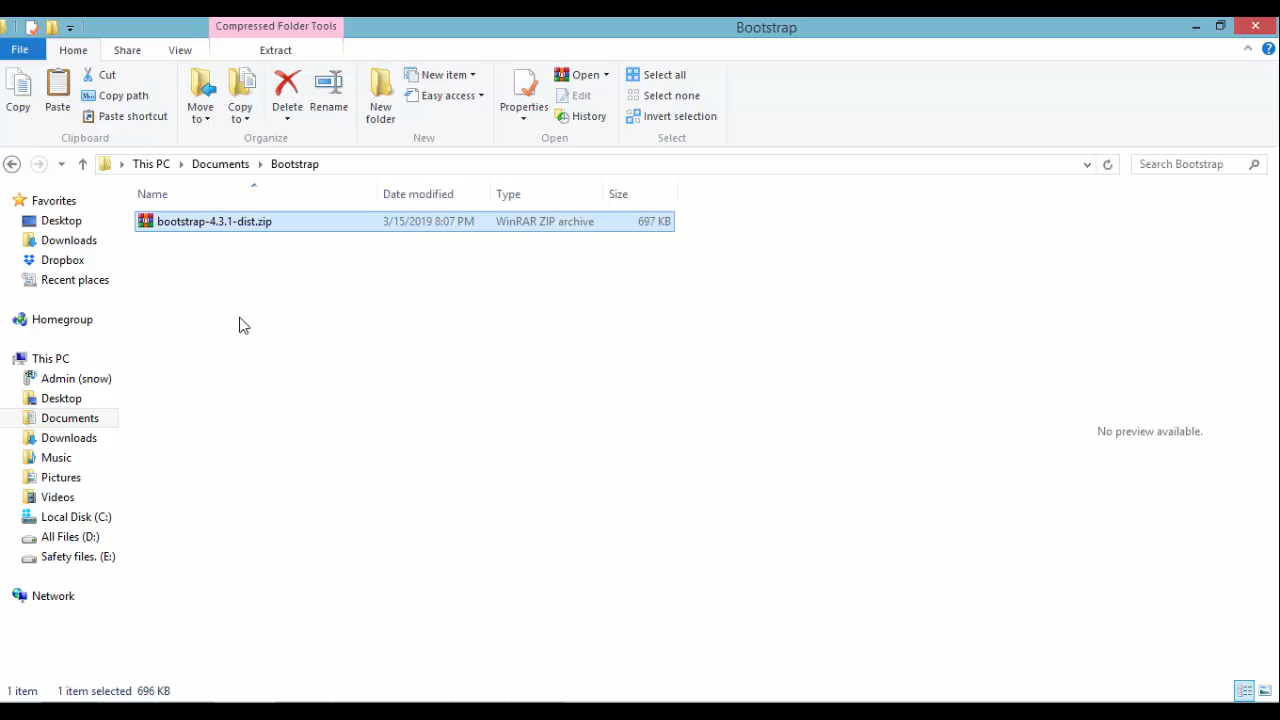 Compressed Folder Tools
Bootstrap
File
Home
Share
View
Extract
Copy
Paste
Cut
Copy path
Paste shortcut
Clipboard
Move to
Copy to
Delete
Rename
Organize
New folder
New item
Easy access
New
Properties
Open
Edit
History
Open
Select all
Select none
Invert selection
Select
This PC
Documents
Bootstrap
Search Bootstrap
Name
Date modified
Type
Size
bootstrap-4.3.1-dist.zip
3/15/2019 8:07 PM
WinRAR ZIP archive
697 KB
Favorites
Desktop
Downloads
Dropbox
Recent places
Homegroup
This PC
Admin (snow)
Desktop
Documents
Downloads
Music
Pictures
Videos
Local Disk (C:)
All Files (D:)
Safety files. (E:)
Network
No preview available.
1 item
1 item selected 696 KB